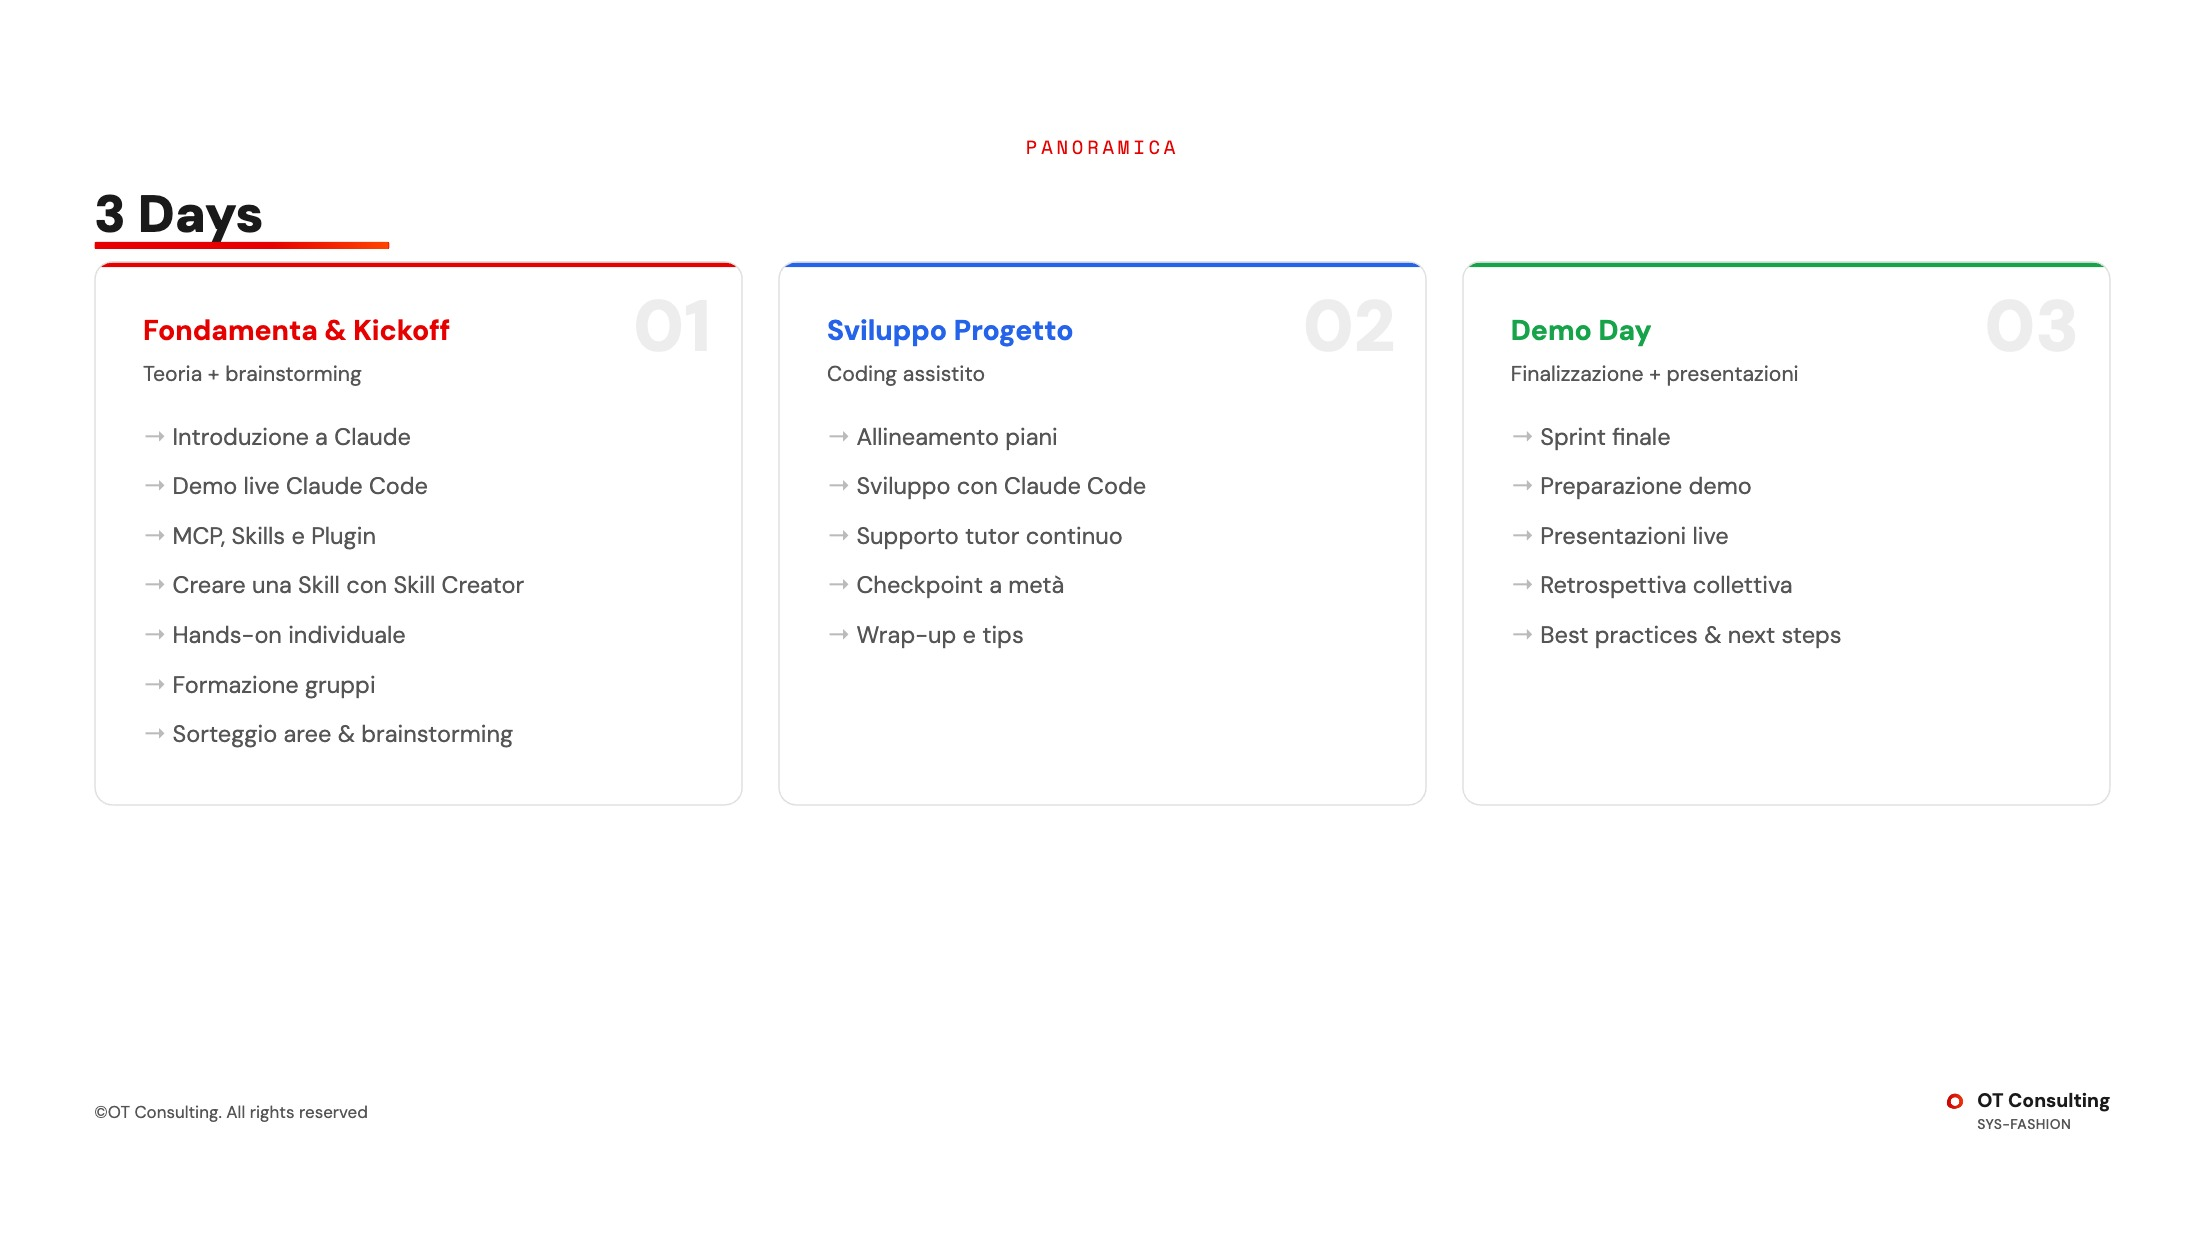 PANORAMICA
3 Days
01
Fondamenta & Kickoff
Teoria + brainstorming
→ Introduzione a Claude
→ Demo live Claude Code
→ MCP, Skills e Plugin
→ Creare una Skill con Skill Creator
→ Hands-on individuale
→ Formazione gruppi
→ Sorteggio aree & brainstorming
02
Sviluppo Progetto
Coding assistito
→ Allineamento piani
→ Sviluppo con Claude Code
→ Supporto tutor continuo
→ Checkpoint a metà
→ Wrap-up e tips
03
Demo Day
Finalizzazione + presentazioni
→ Sprint finale
→ Preparazione demo
→ Presentazioni live
→ Retrospettiva collettiva
→ Best practices & next steps
©OT Consulting. All rights reserved
OT Consulting
SYS-FASHION